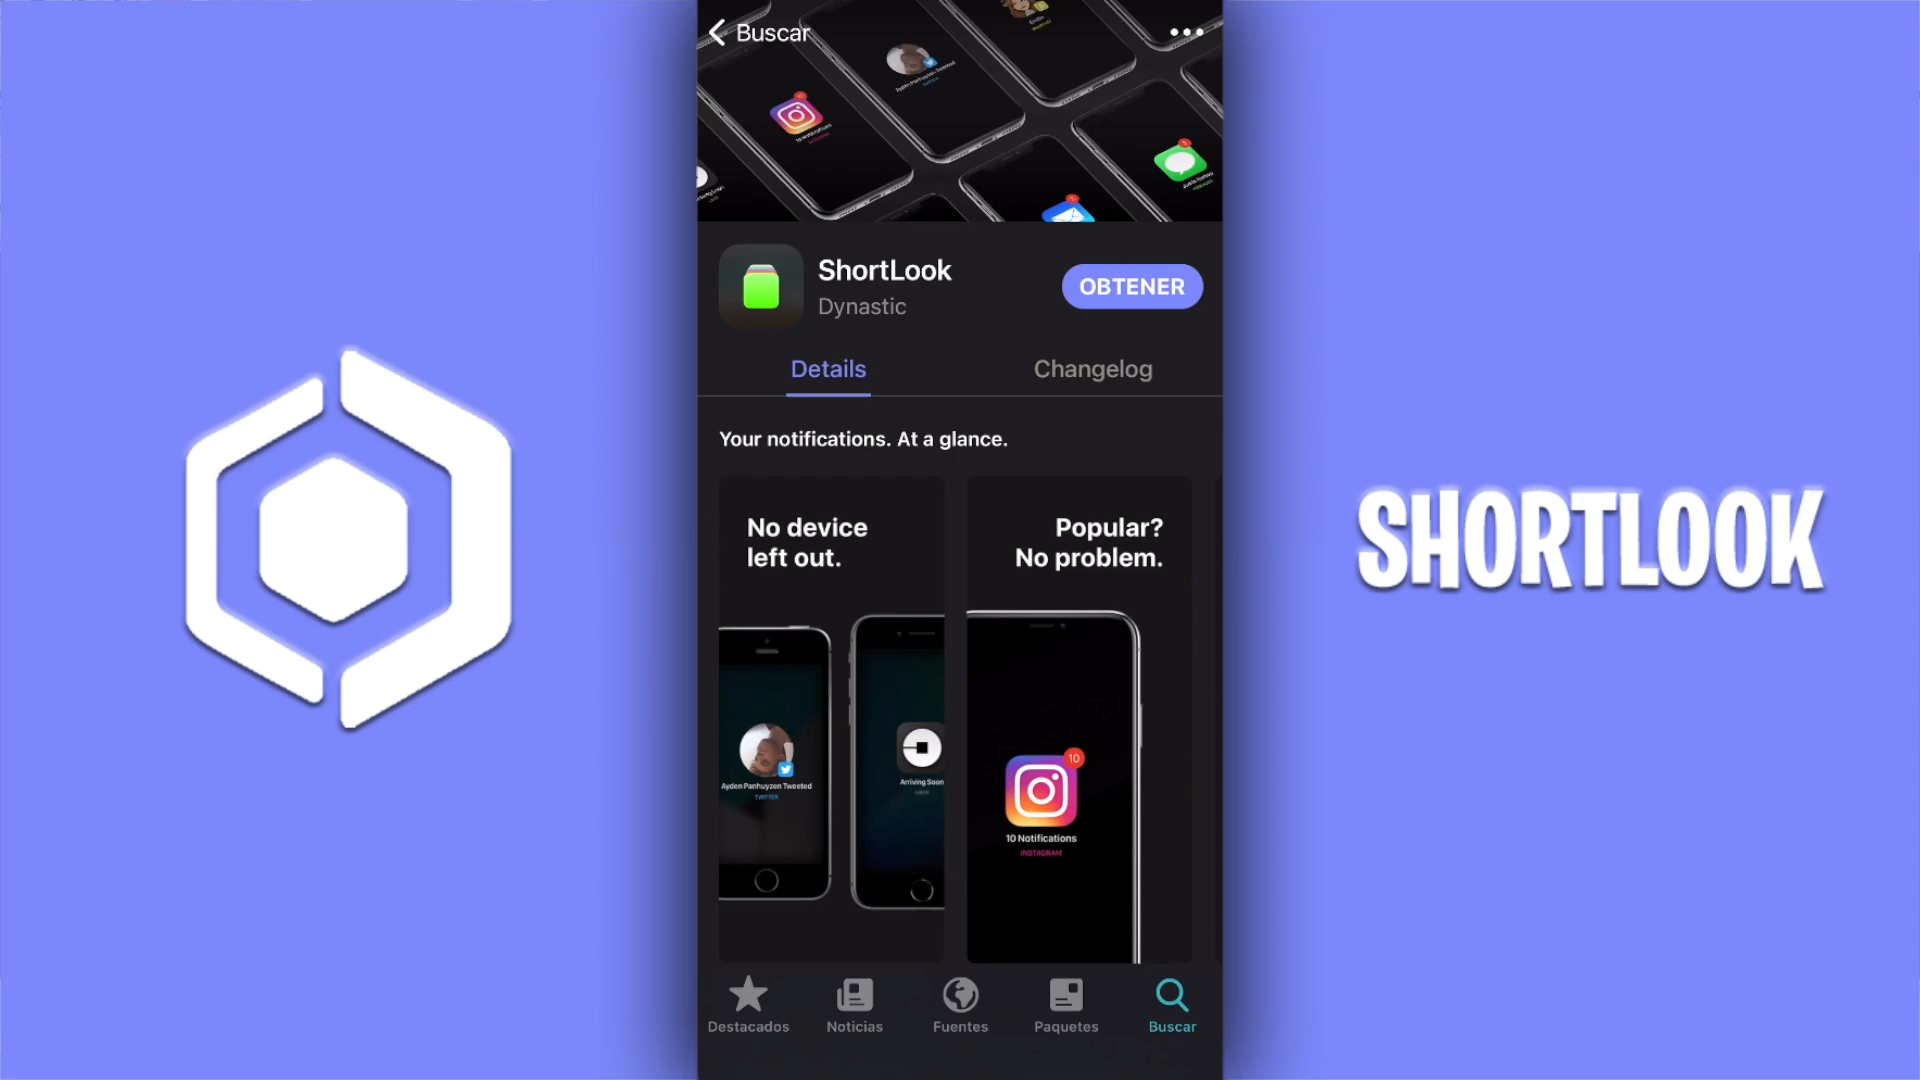 Buscar
ShortLook
Dynastic
OBTENER
Details
Changelog
Your notifications. At a glance.
No device
left out.
Popular?
No problem.
Ayden Panhuyzen Tweeted
TWITTER
Arriving Soon
UBER
10
10 Notifications
INSTAGRAM
Destacados
Noticias
Fuentes
Paquetes
Buscar
SHORTLOOK